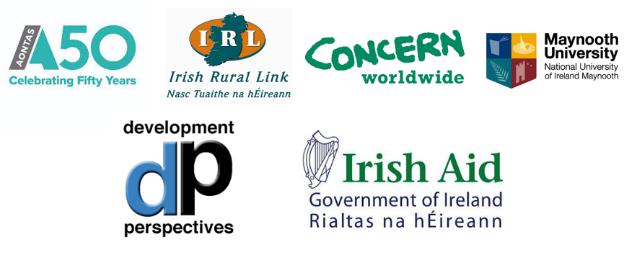 AONTAS
A50
Celebrating Fifty Years
IRL
Irish Rural Link
Nasc Tuaithe na hÉireann
CONCERN
worldwide
Maynooth
University
National University
of Ireland Maynooth
development
dp
perspectives
Irish Aid
Government of Ireland
Rialtas na hÉireann